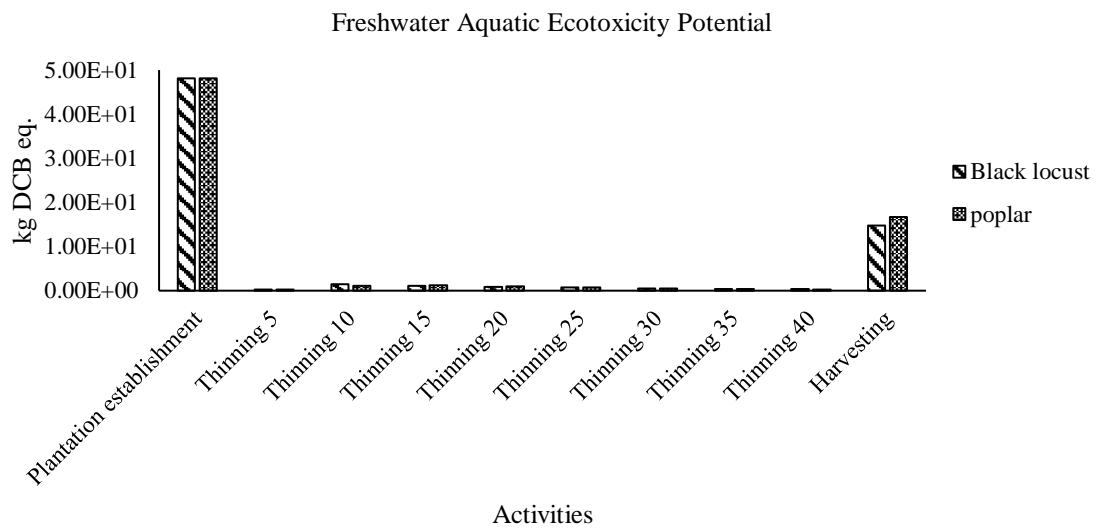 Freshwater Aquatic Ecotoxicity Potential
kg DCB eq.
5.00E+01
4.00E+01
3.00E+01
2.00E+01
1.00E+01
0.00E+00
Plantation establishment
Thinning 5
Thinning 10
Thinning 15
Thinning 20
Thinning 25
Thinning 30
Thinning 35
Thinning 40
Harvesting
Activities
Black locust
poplar